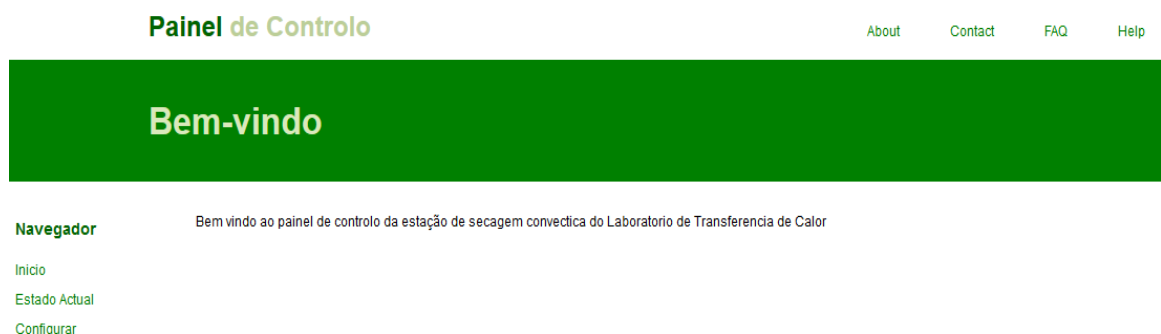 Painel de Controlo
About Contact FAQ Help
Bem-vindo
Navegador
Bem vindo ao painel de controlo da estação de secagem convectica do Laboratorio de Transferencia de Calor
Inicio
Estado Actual
Configurar